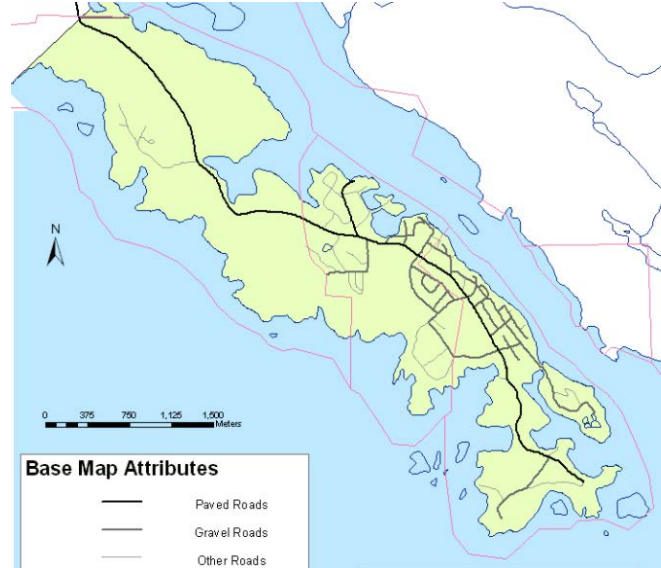 N
0 375 750 1,125 1,500
Meters
Base Map Attributes
Paved Roads
Gravel Roads
Other Roads